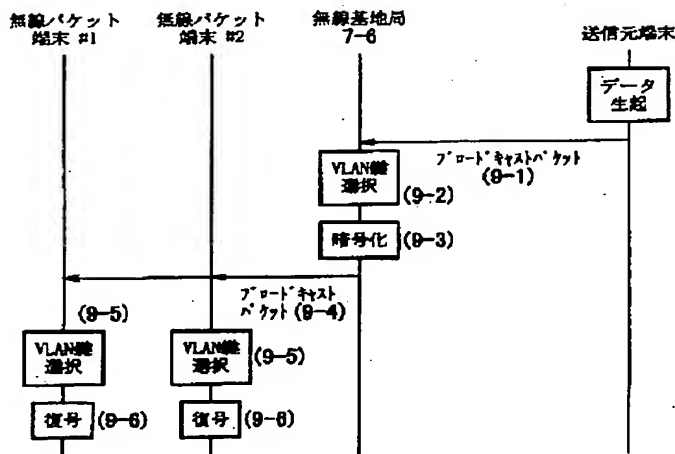 無線パケット
端末 #1
無線パケット
端末 #2
無線基地局
7-6
送信元端末
データ
生起
ブロードキャストパケット
(9-1)
VLAN鍵
選択
(9-2)
暗号化
(9-3)
ブロードキャスト
パケット(9-4)
(9-5)
VLAN鍵
選択
VLAN鍵
選択
(9-5)
復号
(9-6)
復号
(9-6)